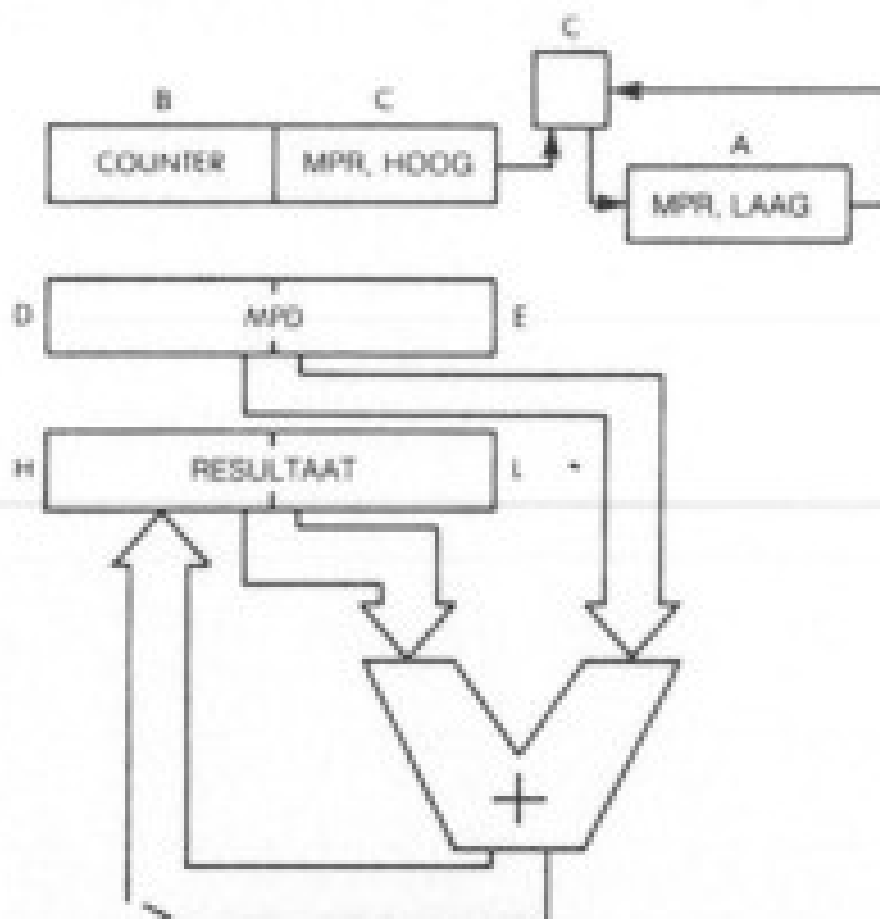 C
B C
A
COUNTER MPR, HOOG
MPR, LAAG
D MPD E
H RESULTAAT L
+